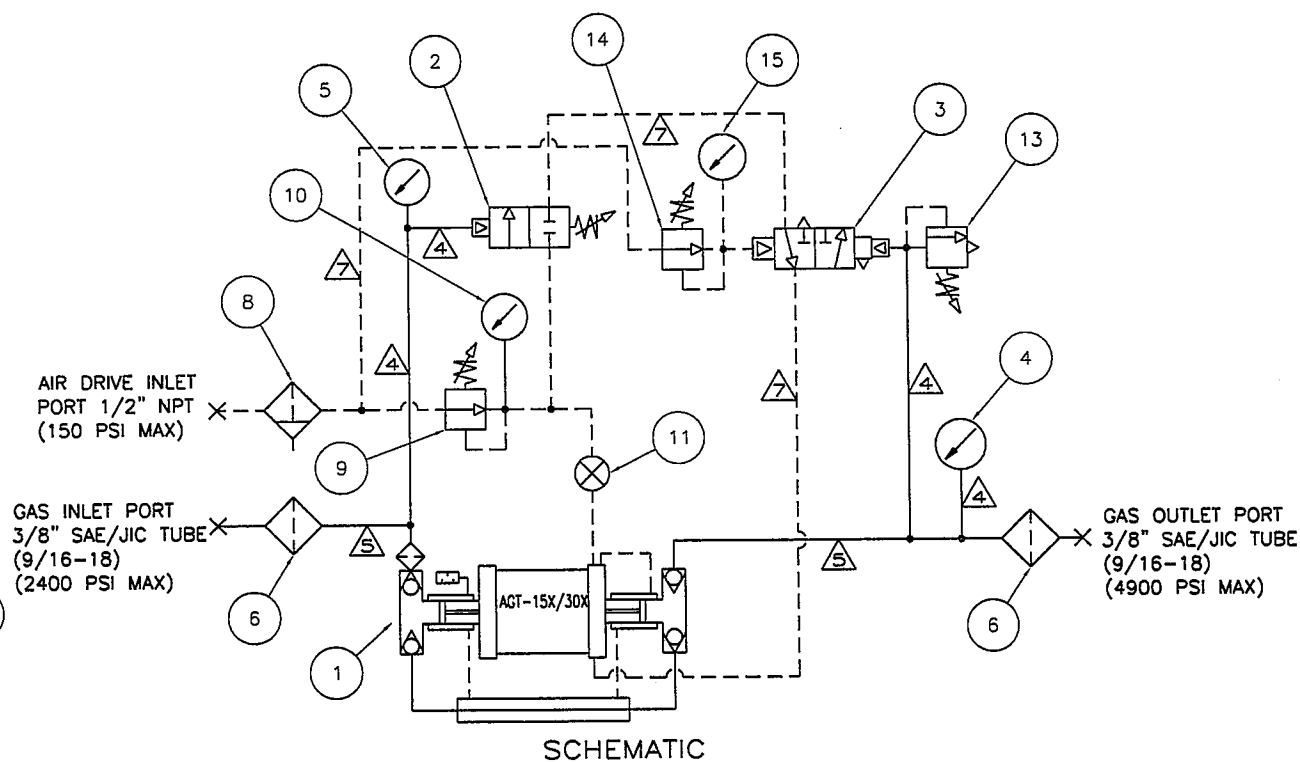 14
15
2
5
3
13
7
10
4
7
8
4
4
4
AIR DRIVE INLET
PORT 1/2" NPT
(150 PSI MAX)
7
4
9
11
GAS INLET PORT
3/8" SAE/JIC TUBE
(9/16-18)
(2400 PSI MAX)
5
5
GAS OUTLET PORT
3/8" SAE/JIC TUBE
(9/16-18)
(4900 PSI MAX)
6
AGT-15X/30X
6
1
SCHEMATIC